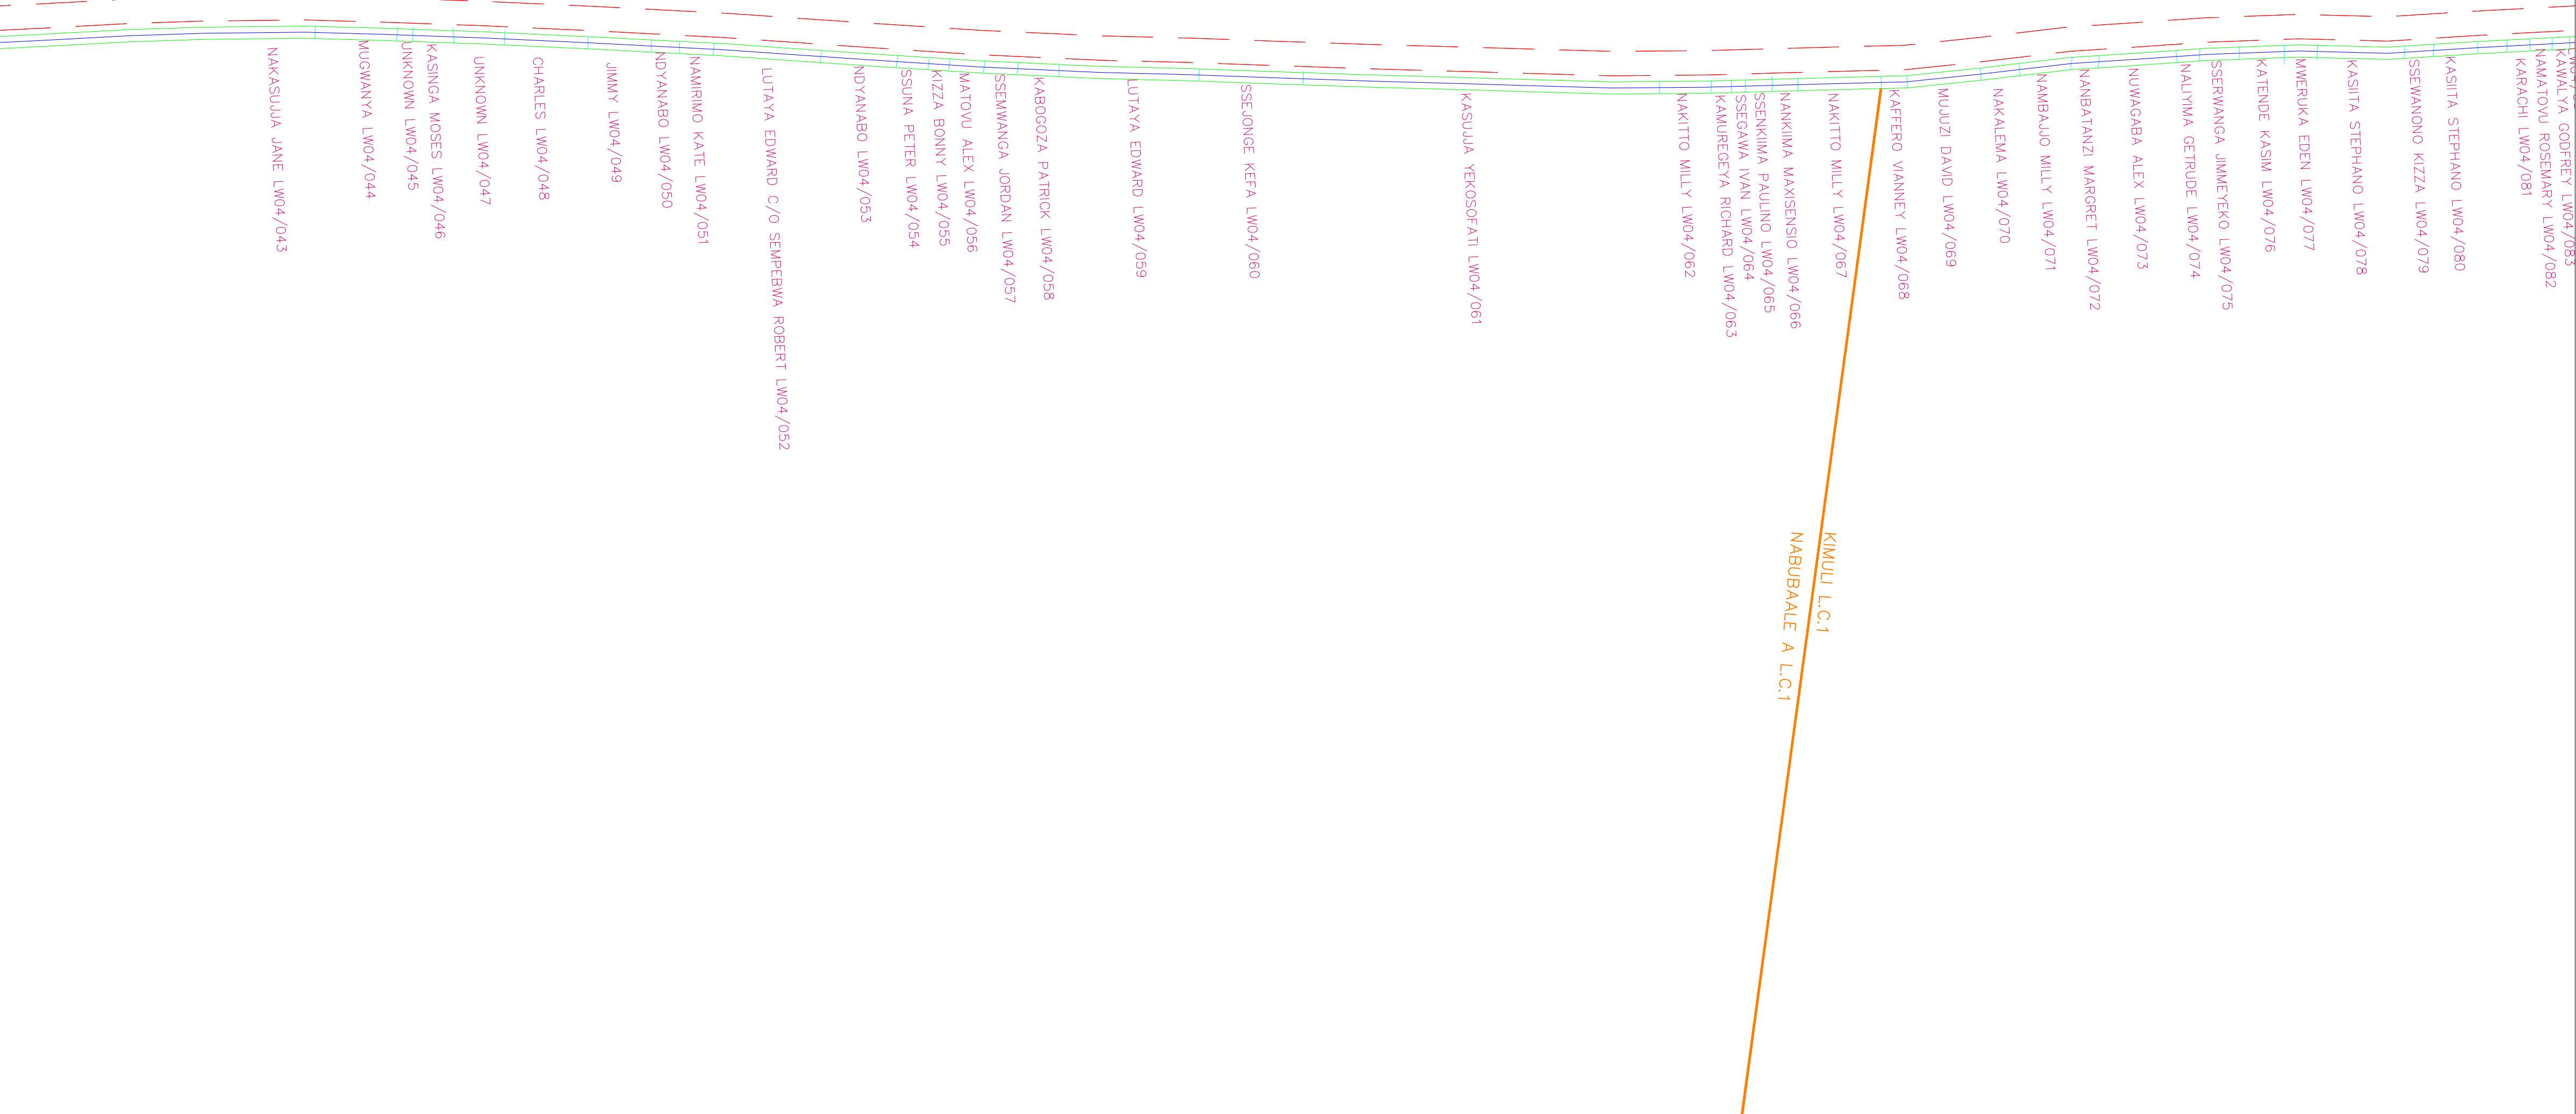 NAKASUJJA JANE LW04/043
MUGWANYA LW04/044
UNKNOWN LW04/045
KASINGA MOSES LW04/046
UNKNOWN LW04/047
CHARLES LW04/048
JIMMY LW04/049
NDYANABO LW04/050
NAMIRIMO KATE LW04/051
LUTAYA EDWARD C/O SEMPEBWA ROBERT LW04/052
NDYANABO LW04/053
SSUNA PETER LW04/054
KIZZA BONNY LW04/055
MATOVU ALEX LW04/056
SSEMWANGA JORDAN LW04/057
KABOGOZA PATRICK LW04/058
LUTAYA EDWARD LW04/059
SSEJONGE KEFA LW04/060
KASUJJA YEKOSOFATI LW04/061
NAKITTO MILLY LW04/062
KAMUREGEYA RICHARD LW04/063
SSEGAWA IVAN LW04/064
SSENKIIMA PAULINO LW04/065
NANKIIMA MAXISENSIO LW04/066
NAKITTO MILLY LW04/067
KAFFERO VIANNEY LW04/068
MUJUZI DAVID LW04/069
NAKALEMA LW04/070
NAMBAJJO MILLY LW04/071
NANBATANZI MARGRET LW04/072
NUWAGABA ALEX LW04/073
NALIYIMA GETRUDE LW04/074
SSERWANGA JIMMEYEKO LW04/075
KATENDE KASIM LW04/076
MWERUKA EDEN LW04/077
KASIITA STEPHANO LW04/078
SSEWANONO KIZZA LW04/079
KASIITA STEPHANO LW04/080
KARACHI LW04/081
NAMATOVU ROSEMARY LW04/082
KAWALYA GODFREY LW04/083
KIMULI L.C.1
NABUBAALE A L.C.1